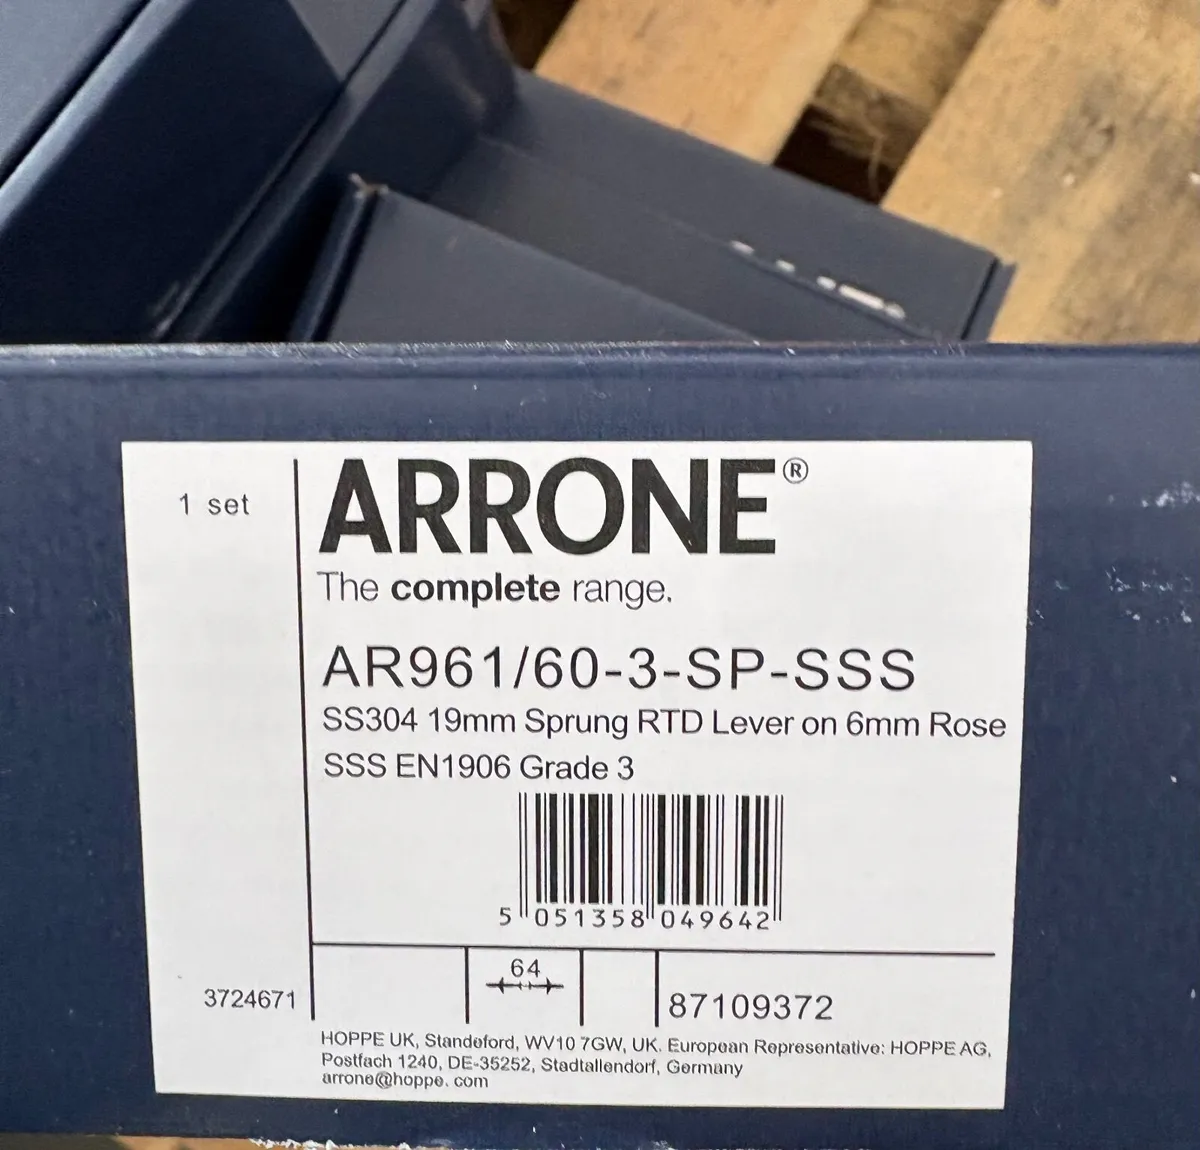 1 set
ARRONE®
The complete range.
AR961/60-3-SP-SSS
SS304 19mm Sprung RTD Lever on 6mm Rose
SSS EN1906 Grade 3
5 051358 049642
64
3724671
87109372
HOPPE UK, Standeford, WV10 7GW, UK. European Representative: HOPPE AG,
Postfach 1240, DE-35252, Stadtallendorf, Germany
arrone@hoppe.com